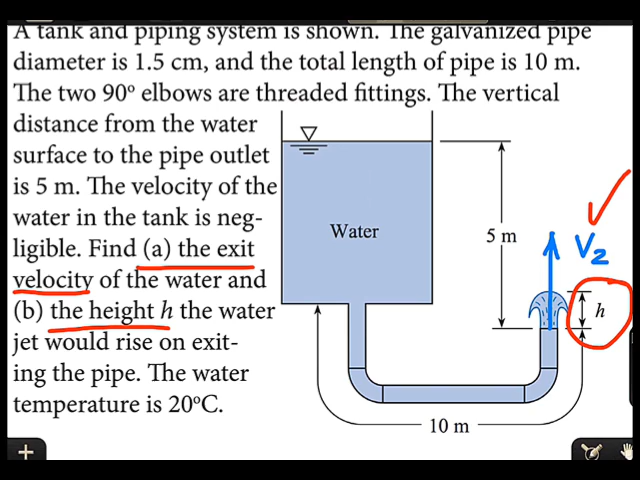 A tank and piping system is shown. The galvanized pipe
diameter is 1.5 cm, and the total length of pipe is 10 m.
The two 90° elbows are threaded fittings. The vertical
distance from the water
surface to the pipe outlet
is 5 m. The velocity of the
water in the tank is neg-
ligible. Find (a) the exit
velocity of the water and
(b) the height h the water
jet would rise on exit-
ing the pipe. The water
temperature is 20°C.
Water
5 m
V2
h
10 m